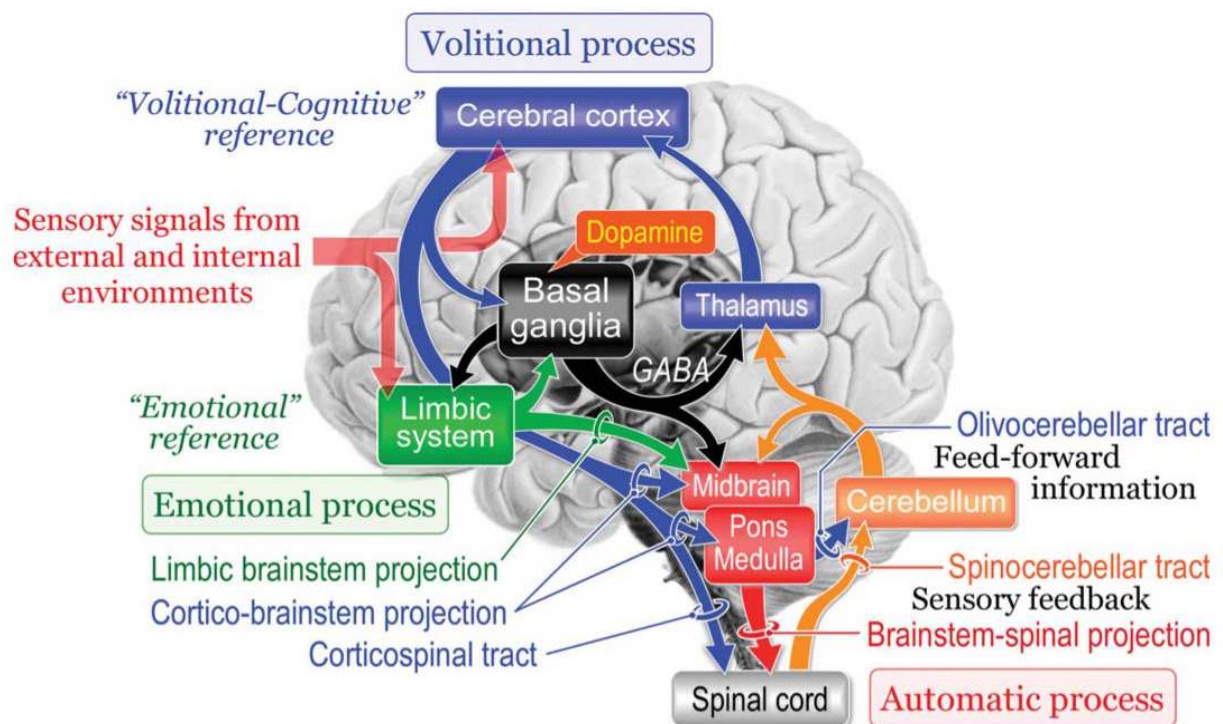 Volitional process
“Volitional-Cognitive”
reference
Cerebral cortex
Sensory signals from
external and internal
environments
Dopamine
Basal
ganglia
Thalamus
GABA
“Emotional”
reference
Limbic
system
Olivocerebellar tract
Feed-forward
information
Midbrain
Cerebellum
Emotional process
Pons
Medulla
Limbic brainstem projection
Spinocerebellar tract
Sensory feedback
Cortico-brainstem projection
Brainstem-spinal projection
Corticospinal tract
Spinal cord
Automatic process